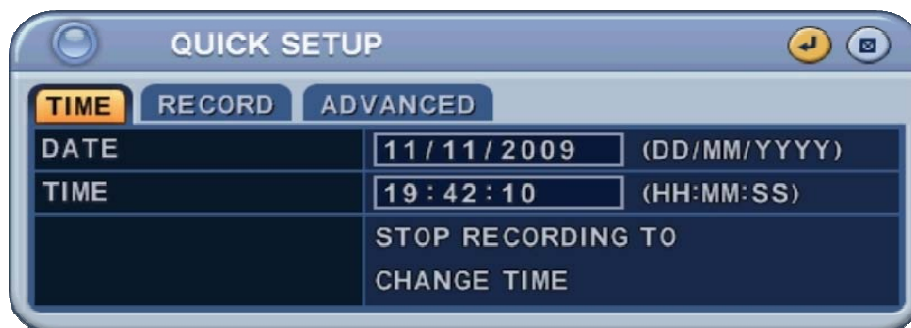 QUICK SETUP
TIME RECORD ADVANCED
DATE 11/11/2009 (DD/MM/YYYY)
TIME 19:42:10 (HH:MM:SS)
STOP RECORDING TO
CHANGE TIME